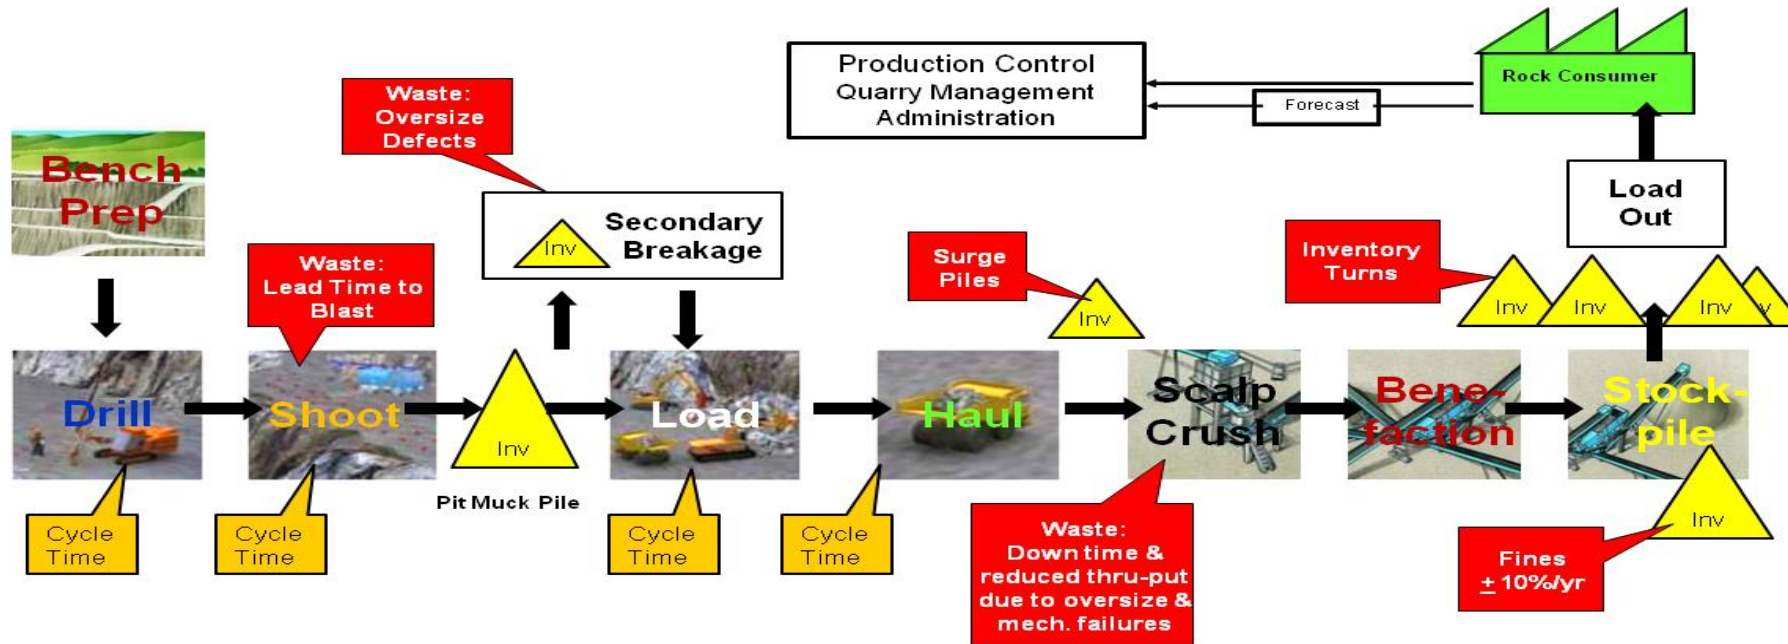 Production Control
Quarry Management
Administration
Forecast
Rock Consumer
Waste:
Oversize
Defects
Bench
Prep
Secondary
Breakage
Inv
Load
Out
Waste:
Lead Time to
Blast
Surge
Piles
Inv
Inventory
Turns
Inv
Inv
Inv
v
Drill
Shoot
Inv
Pit Muck Pile
Load
Haul
Scalp
Crush
Bene-
faction
Stock-
pile
Inv
Cycle
Time
Cycle
Time
Cycle
Time
Cycle
Time
Waste:
Down time &
reduced thru-put
due to oversize &
mech. failures
Fines
± 10%/yr